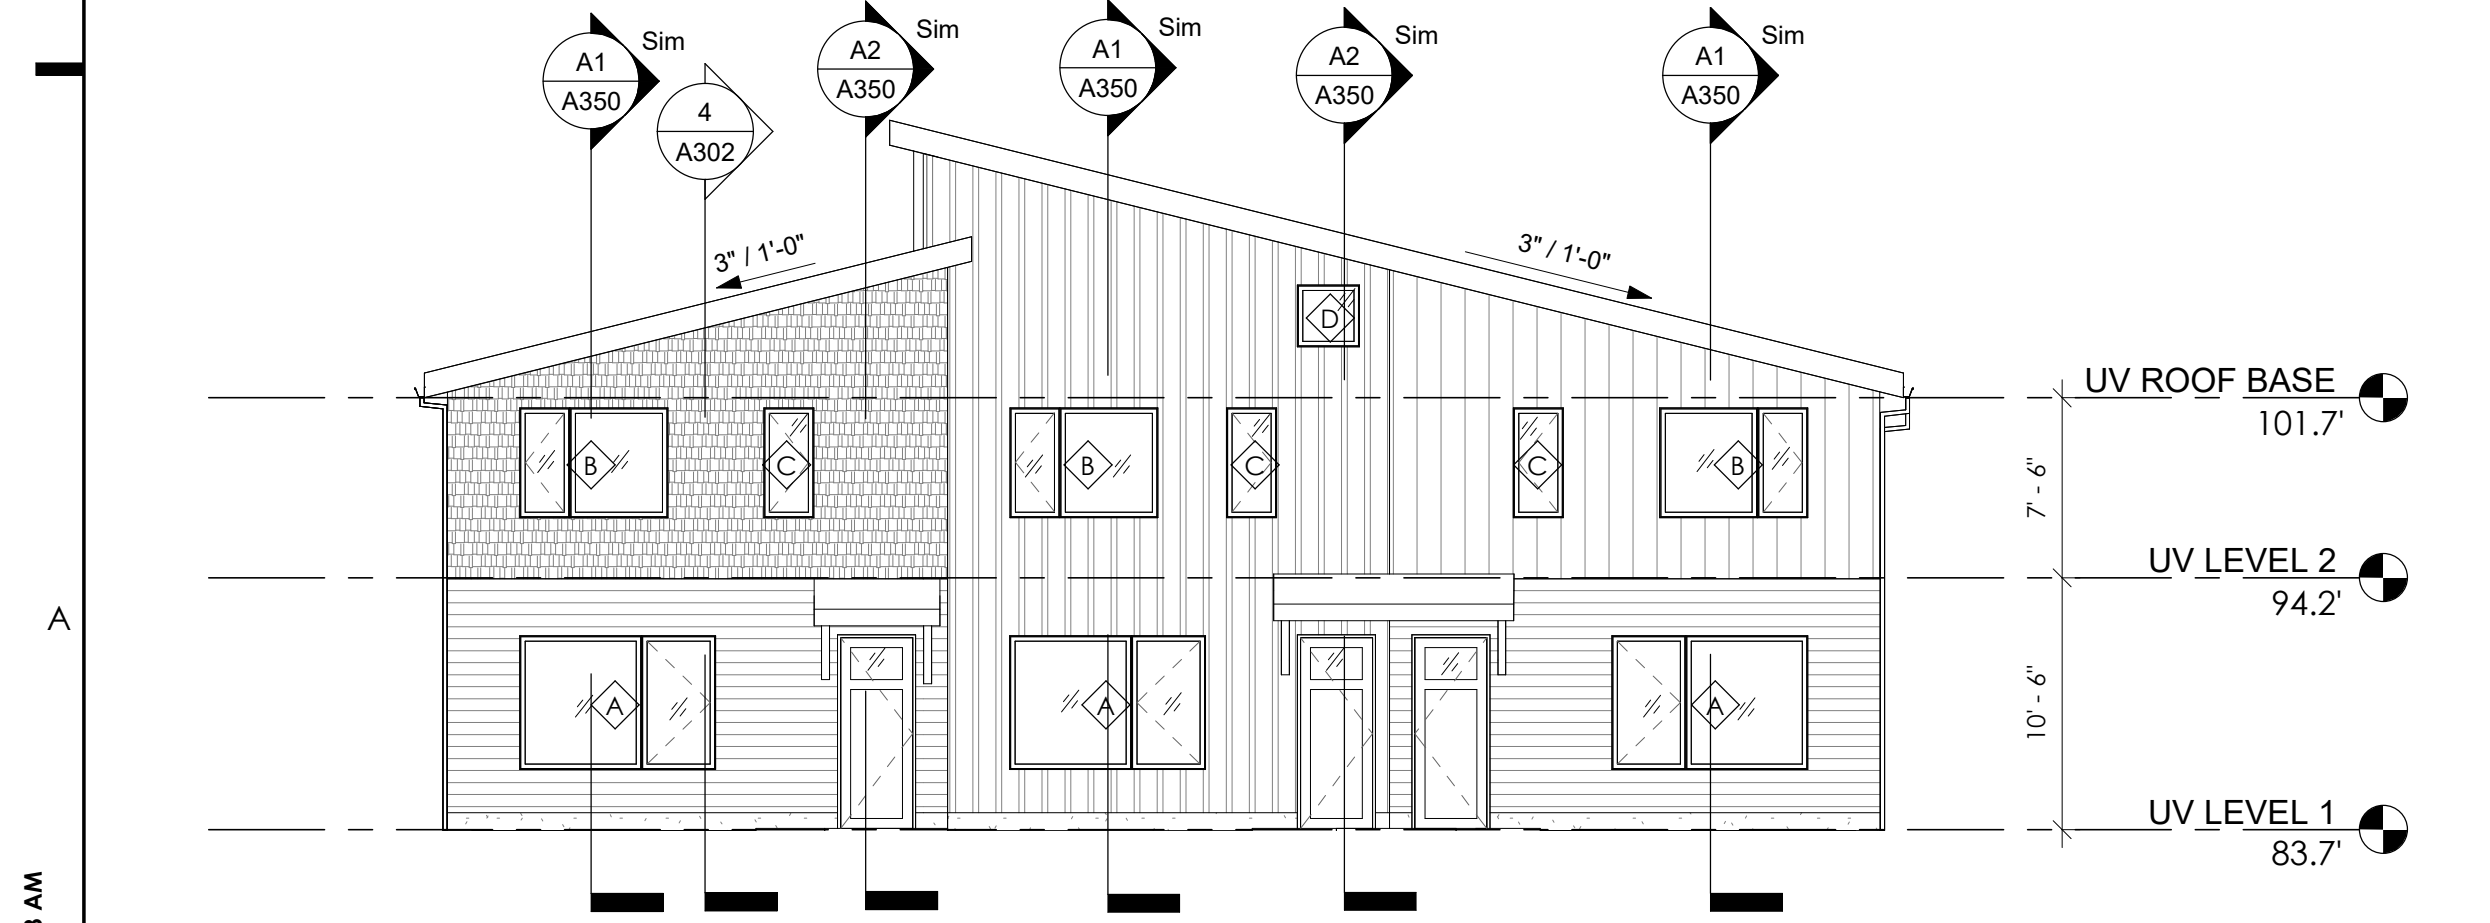 A1
A350
Sim
4
A302
A2
A350
Sim
A1
A350
Sim
A2
A350
Sim
A1
A350
Sim
3" / 1'-0"
3" / 1'-0"
D
UV ROOF BASE
101.7'
B
C
B
C
C
B
7' - 6"
UV LEVEL 2
94.2'
A
A
A
A
10' - 6"
UV LEVEL 1
83.7'
AM